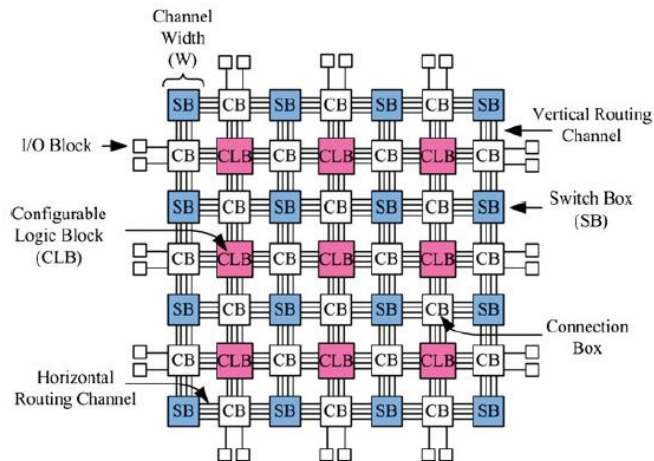 Channel
Width
(W)
SB CB SB CB SB CB SB
Vertical Routing
Channel
I/O Block
CB CLB CB CLB CB CLB CB
SB CB SB CB SB CB SB
Switch Box
(SB)
Configurable
Logic Block
(CLB)
CB CLB CB CLB CB CLB CB
SB CB SB CB SB CB SB
Connection
Box
CB CLB CB CLB CB CLB CB
Horizontal
Routing Channel
SB CB SB CB SB CB SB